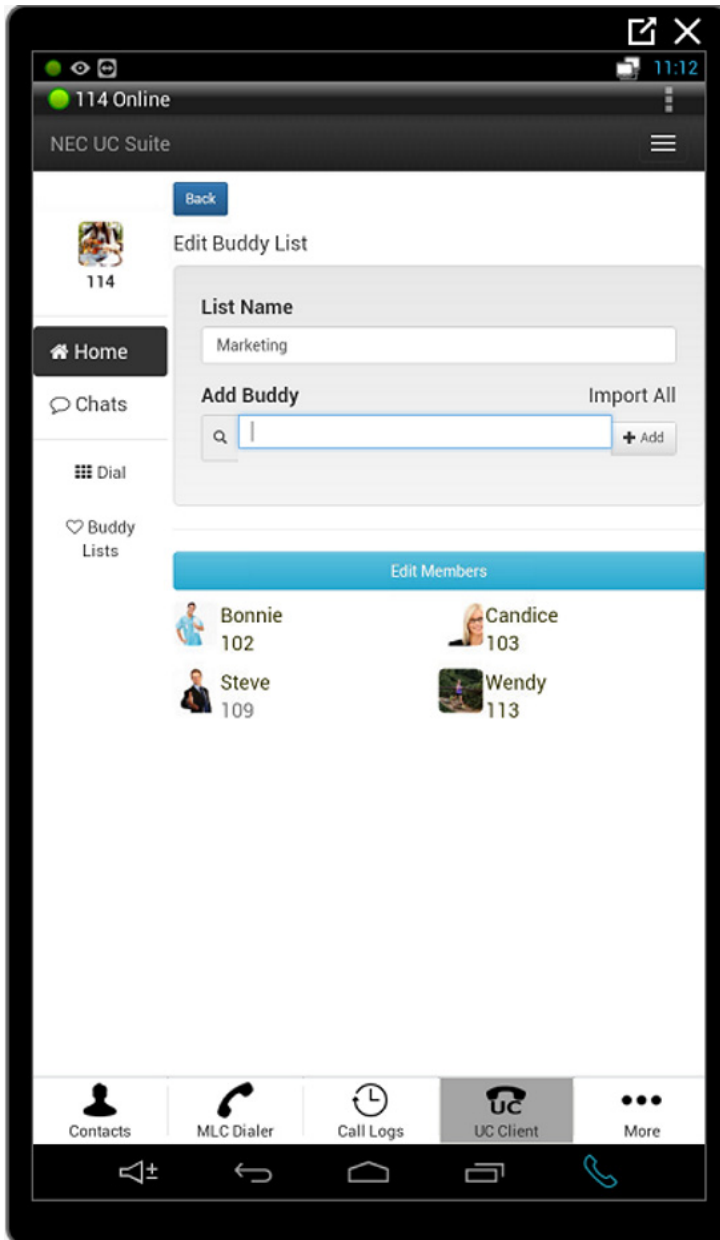 11:12
114 Online
NEC UC Suite
Back
114
Edit Buddy List
List Name
Marketing
Home
Chats
Dial
Buddy
Lists
Add Buddy
Import All
Add
Edit Members
Bonnie
102
Candice
103
Steve
109
Wendy
113
Contacts
MLC Dialer
Call Logs
UC
UC Client
More